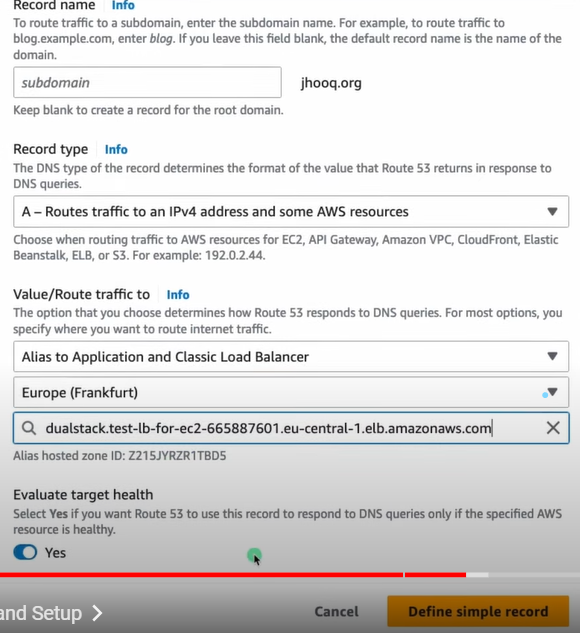 Record name Info
To route traffic to a subdomain, enter the subdomain name. For example, to route traffic to
blog.example.com, enter blog. If you leave this field blank, the default record name is the name of the
domain.
subdomain jhooq.org
Keep blank to create a record for the root domain.
Record type Info
The DNS type of the record determines the format of the value that Route 53 returns in response to
DNS queries.
A – Routes traffic to an IPv4 address and some AWS resources
Choose when routing traffic to AWS resources for EC2, API Gateway, Amazon VPC, CloudFront, Elastic
Beanstalk, ELB, or S3. For example: 192.0.2.44.
Value/Route traffic to Info
The option that you choose determines how Route 53 responds to DNS queries. For most options, you
specify where you want to route internet traffic.
Alias to Application and Classic Load Balancer
Europe (Frankfurt)
dualstack.test-lb-for-ec2-665887601.eu-central-1.elb.amazonaws.com
Alias hosted zone ID: Z215JYRZR1TBD5
Evaluate target health
Select Yes if you want Route 53 to use this record to respond to DNS queries only if the specified AWS
resource is healthy.
Yes
and Setup
Cancel Define simple record